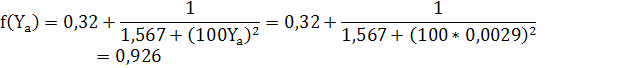 f(Yₐ) = 0,32 + 1/(1,567 + (100Yₐ)²) = 0,32 + 1/(1,567 + (100 * 0,0029)²)
= 0,926